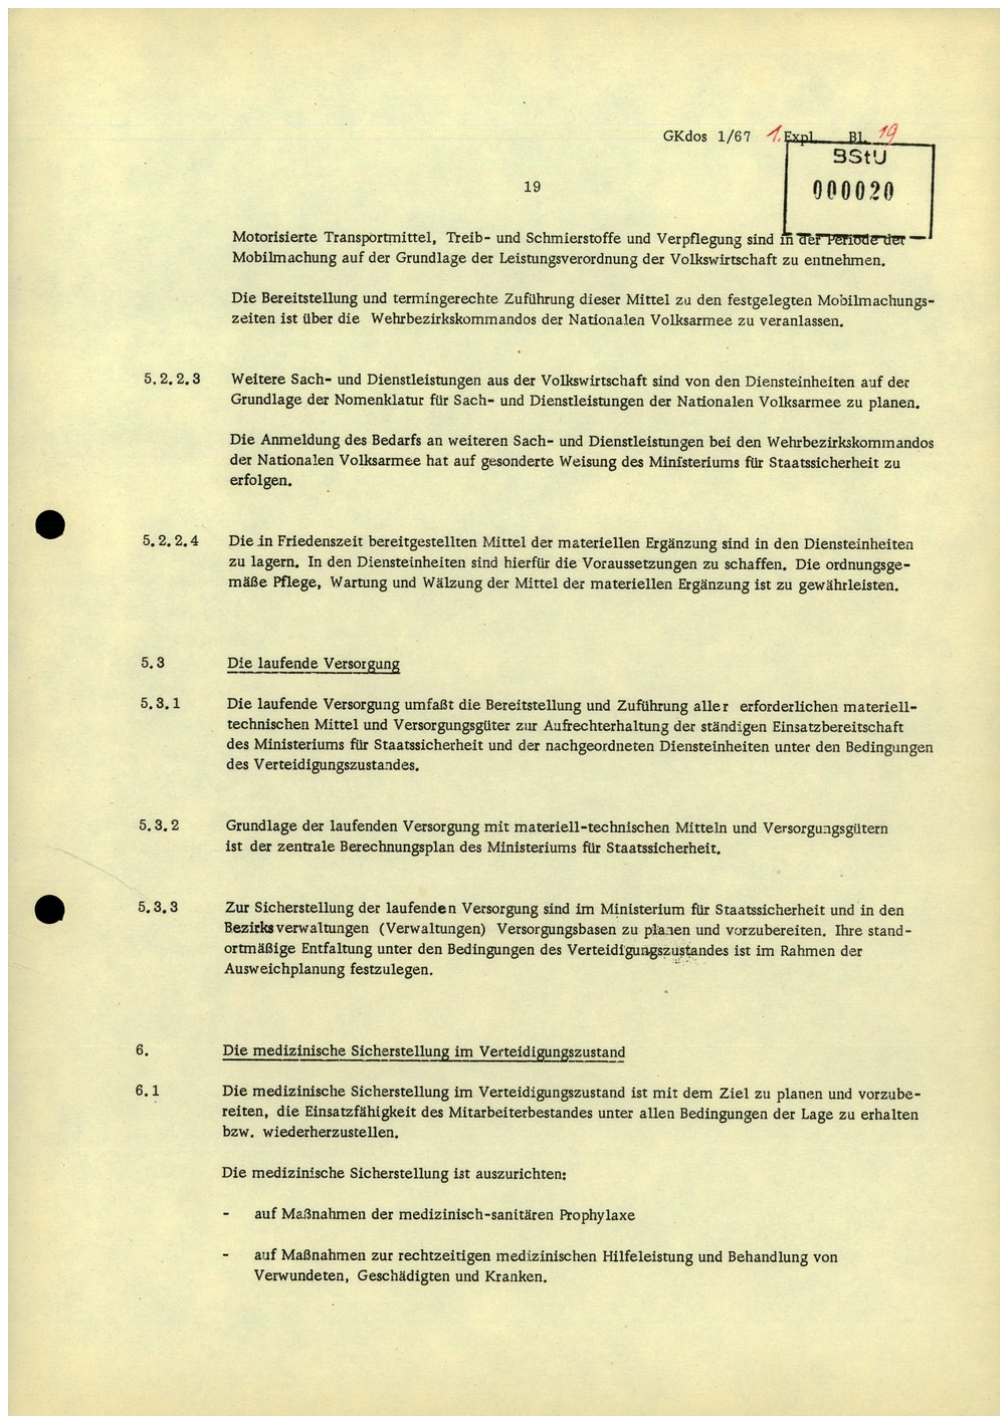 GKdos 1/67 1. Expl. Bl. 19
BStU
000020
19
Motorisierte Transportmittel, Treib- und Schmierstoffe und Verpflegung sind in der Periode der
Mobilmachung auf der Grundlage der Leistungsverordnung der Volkswirtschaft zu entnehmen.
Die Bereitstellung und termingerechte Zuführung dieser Mittel zu den festgelegten Mobilmachungs-
zeiten ist über die Wehrbezirkskommandos der Nationalen Volksarmee zu veranlassen.
5.2.2.3 Weitere Sach- und Dienstleistungen aus der Volkswirtschaft sind von den Diensteinheiten auf der
Grundlage der Nomenklatur für Sach- und Dienstleistungen der Nationalen Volksarmee zu planen.
Die Anmeldung des Bedarfs an weiteren Sach- und Dienstleistungen bei den Wehrbezirkskommandos
der Nationalen Volksarmee hat auf gesonderte Weisung des Ministeriums für Staatssicherheit zu
erfolgen.
5.2.2.4 Die in Friedenszeit bereitgestellten Mittel der materiellen Ergänzung sind in den Diensteinheiten
zu lagern. In den Diensteinheiten sind hierfür die Voraussetzungen zu schaffen. Die ordnungsge-
mäße Pflege, Wartung und Wälzung der Mittel der materiellen Ergänzung ist zu gewährleisten.
5.3 Die laufende Versorgung
5.3.1 Die laufende Versorgung umfaßt die Bereitstellung und Zuführung aller erforderlichen materiell-
technischen Mittel und Versorgungsgüter zur Aufrechterhaltung der ständigen Einsatzbereitschaft
des Ministeriums für Staatssicherheit und der nachgeordneten Diensteinheiten unter den Bedingungen
des Verteidigungszustandes.
5.3.2 Grundlage der laufenden Versorgung mit materiell-technischen Mitteln und Versorgungsgütern
ist der zentrale Berechnungsplan des Ministeriums für Staatssicherheit.
5.3.3 Zur Sicherstellung der laufenden Versorgung sind im Ministerium für Staatssicherheit und in den
Bezirksverwaltungen (Verwaltungen) Versorgungsbasen zu planen und vorzubereiten. Ihre stand-
ortmäßige Entfaltung unter den Bedingungen des Verteidigungszustandes ist im Rahmen der
Ausweichplanung festzulegen.
6. Die medizinische Sicherstellung im Verteidigungszustand
6.1 Die medizinische Sicherstellung im Verteidigungszustand ist mit dem Ziel zu planen und vorzube-
reiten, die Einsatzfähigkeit des Mitarbeiterbestandes unter allen Bedingungen der Lage zu erhalten
bzw. wiederherzustellen.
Die medizinische Sicherstellung ist auszurichten:
- auf Maßnahmen der medizinisch-sanitären Prophylaxe
- auf Maßnahmen zur rechtzeitigen medizinischen Hilfeleistung und Behandlung von
Verwundeten, Geschädigten und Kranken.